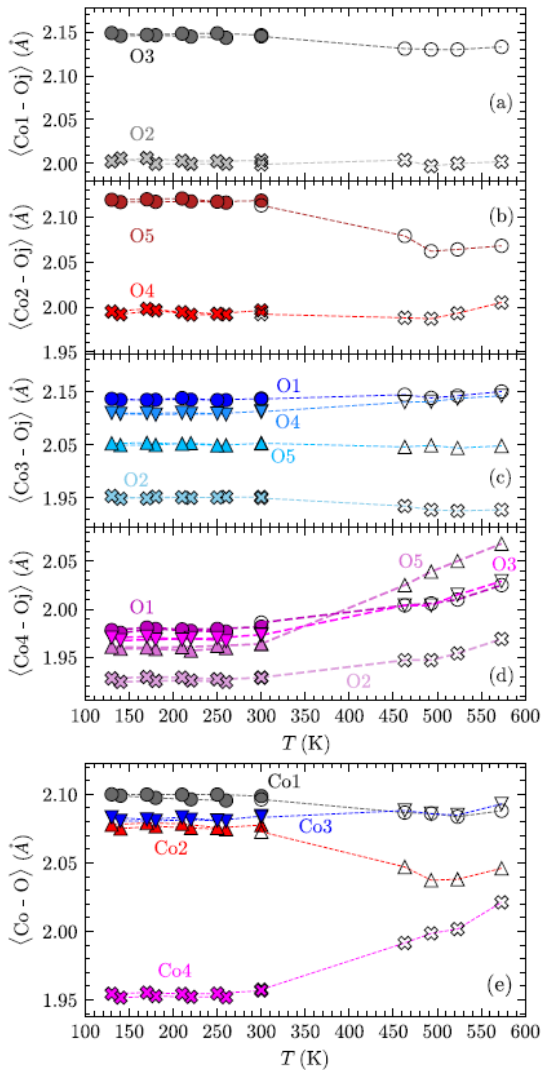 2.15
2.10
2.05
2.00
⟨Co1 - Oj⟩ (Å)
O3
O2
(a)
2.10
2.05
2.00
1.95
⟨Co2 - Oj⟩ (Å)
O5
O4
(b)
2.15
2.05
1.95
⟨Co3 - Oj⟩ (Å)
O1
O4
O5
O2
(c)
2.05
2.00
1.95
⟨Co4 - Oj⟩ (Å)
O1
O5
O3
O2
(d)
100 150 200 250 300 350 400 450 500 550 600
T (K)
2.10
2.05
2.00
1.95
⟨Co - O⟩ (Å)
Co1
Co3
Co2
Co4
(e)
100 150 200 250 300 350 400 450 500 550 600
T (K)